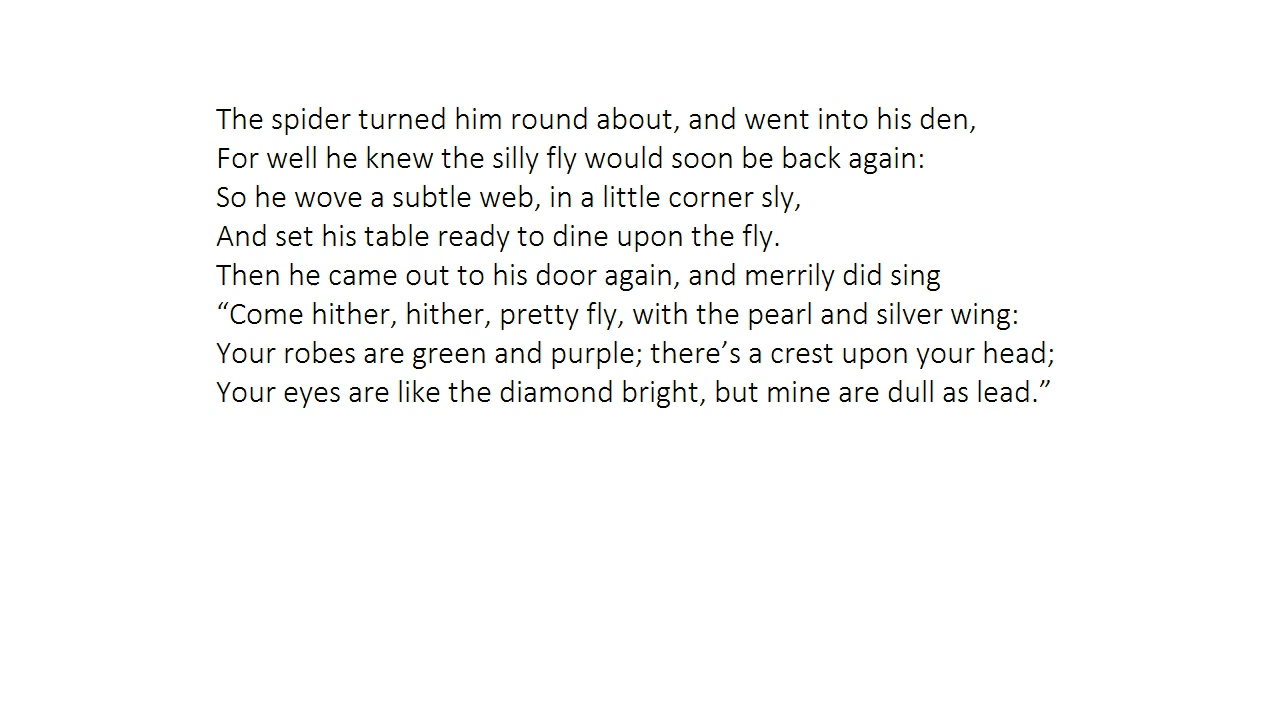 The spider turned him round about, and went into his den,
For well he knew the silly fly would soon be back again:
So he wove a subtle web, in a little corner sly,
And set his table ready to dine upon the fly.
Then he came out to his door again, and merrily did sing
“Come hither, hither, pretty fly, with the pearl and silver wing:
Your robes are green and purple; there’s a crest upon your head;
Your eyes are like the diamond bright, but mine are dull as lead.”